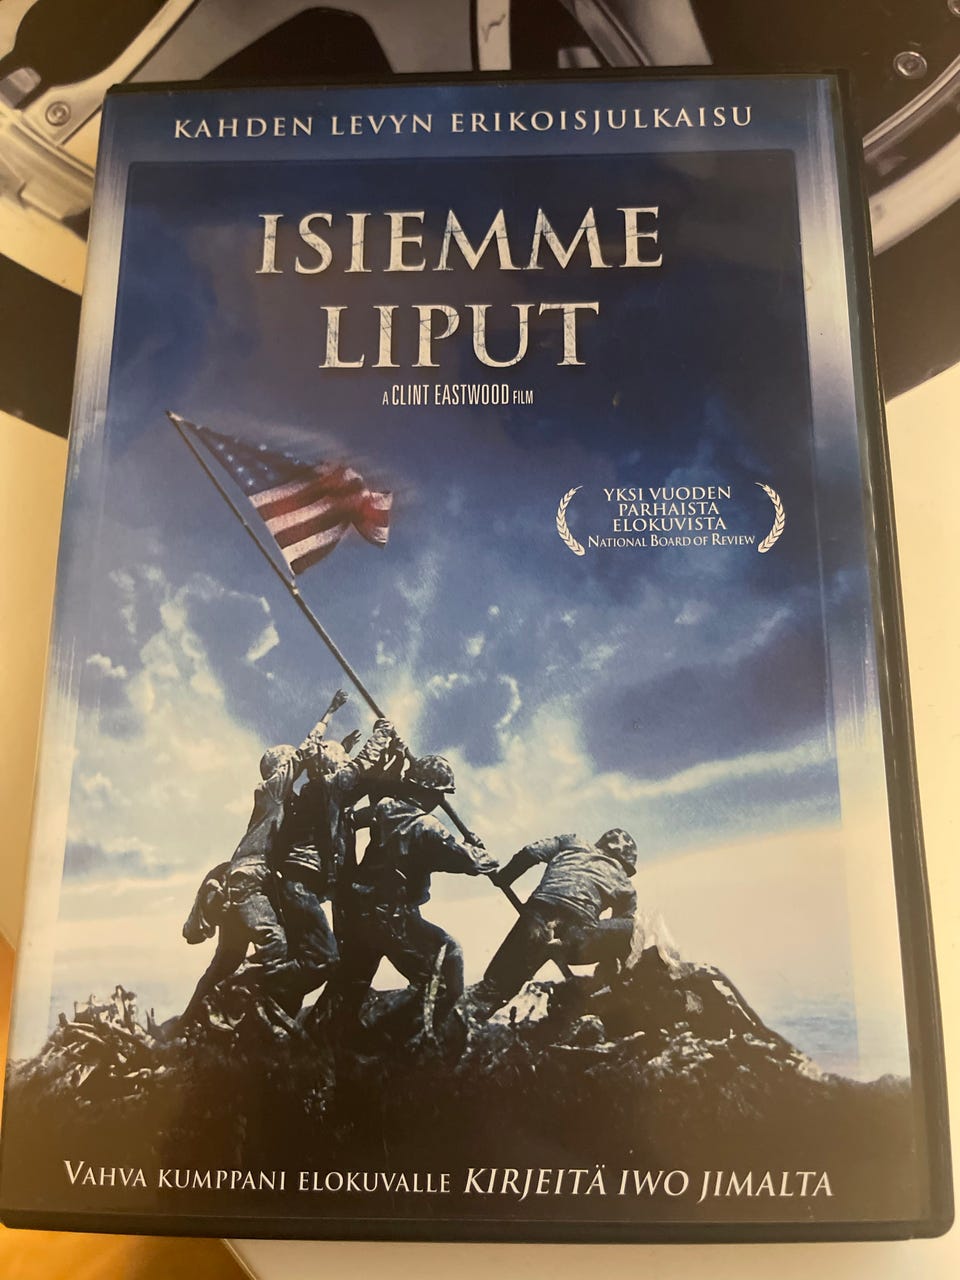 KAHDEN LEVYN ERIKOISJULKAISU
ISIEMME
LIPUT
A CLINT EASTWOOD FILM
YKSI VUODEN
PARHAISTA
ELOKUVISTA
NATIONAL BOARD OF REVIEW
VAHVA KUMPPANI ELOKUVALLE KIRJEITÄ IWO JIMALTA